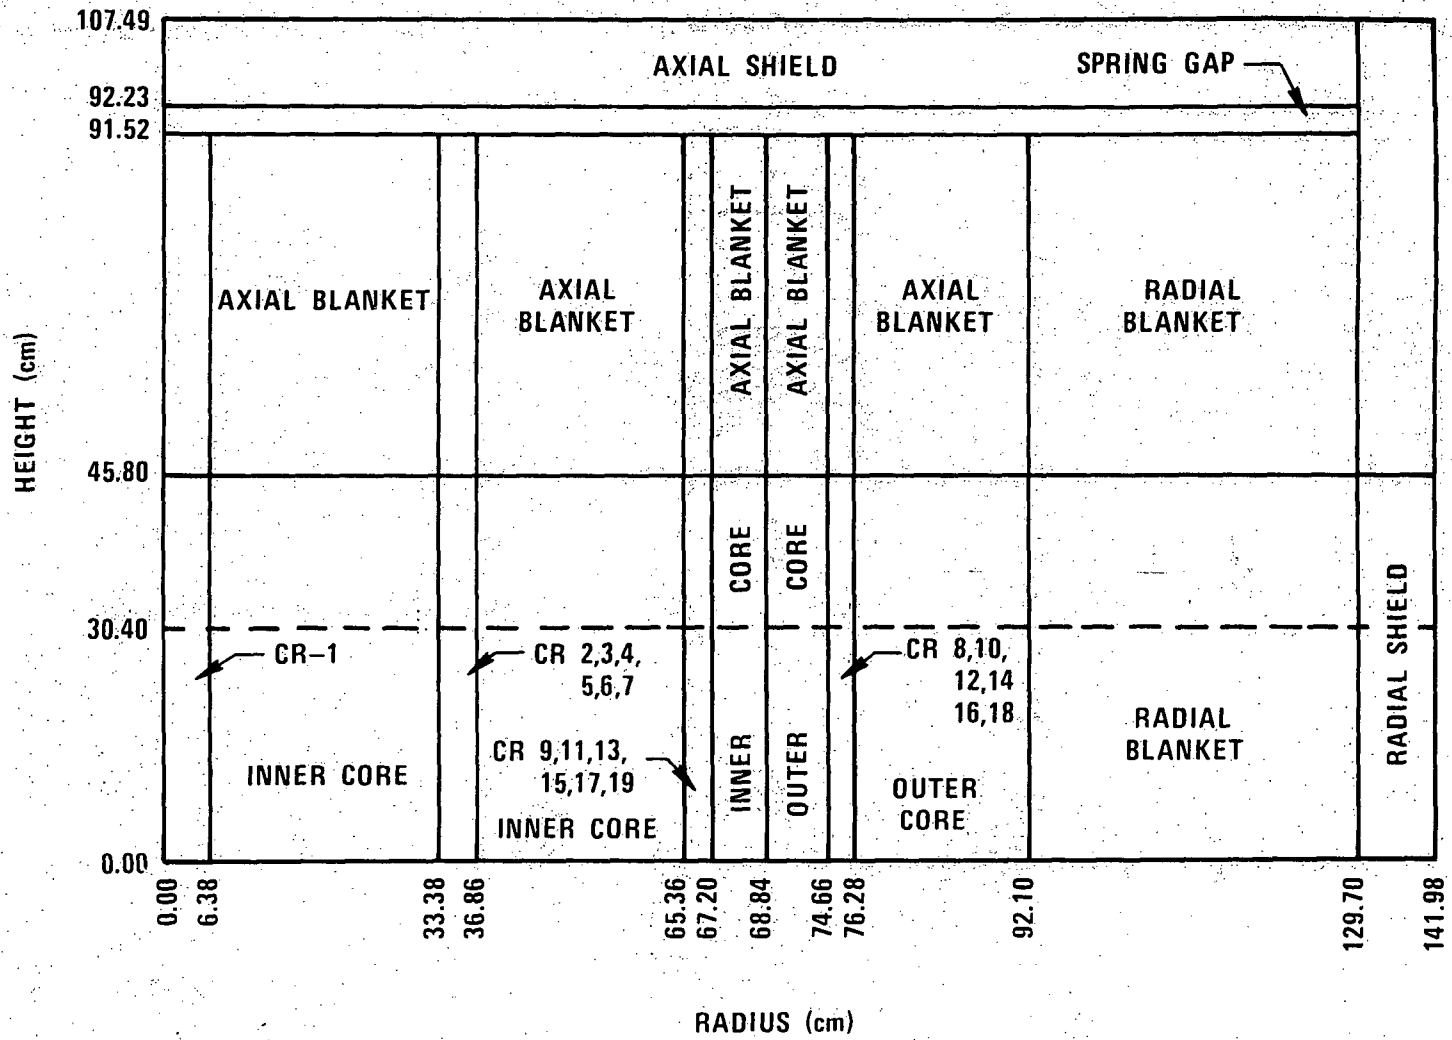 107.49
AXIAL SHIELD
SPRING GAP
92.23
91.52
AXIAL BLANKET
AXIAL
BLANKET
AXIAL BLANKET
AXIAL BLANKET
AXIAL
BLANKET
RADIAL
BLANKET
HEIGHT (cm)
45.80
30.40
CR-1
CR 2,3,4,
5,6,7
CR 9,11,13,
15,17,19
CR 8,10,
12,14
16,18
INNER CORE
INNER CORE
INNER CORE
OUTER CORE
OUTER
CORE
RADIAL
BLANKET
RADIAL SHIELD
0.00
0.00
6.38
33.38
36.86
65.36
67.20
68.84
74.66
76.28
92.10
129.70
141.98
RADIUS (cm)